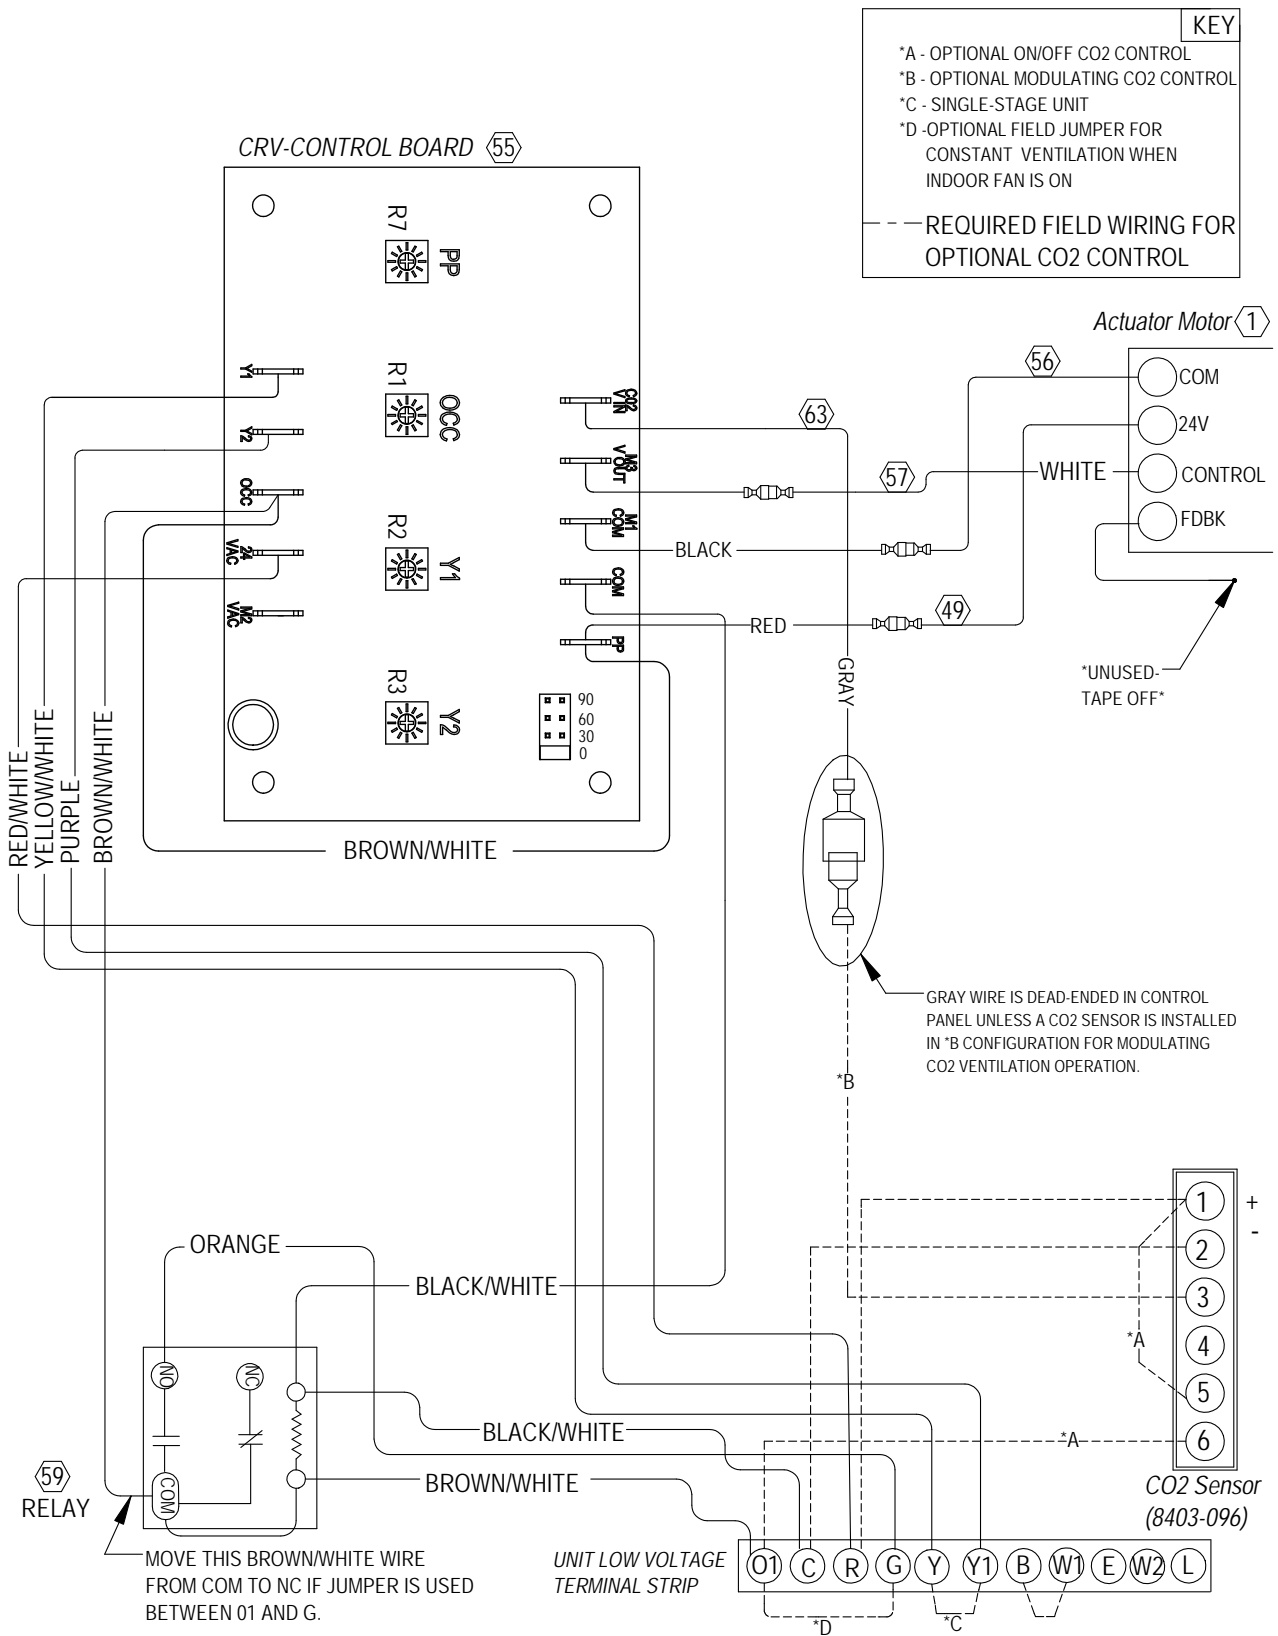 KEY
*A - OPTIONAL ON/OFF CO2 CONTROL
*B - OPTIONAL MODULATING CO2 CONTROL
*C - SINGLE-STAGE UNIT
*D -OPTIONAL FIELD JUMPER FOR
CONSTANT VENTILATION WHEN
INDOOR FAN IS ON
REQUIRED FIELD WIRING FOR
OPTIONAL CO2 CONTROL
CRV-CONTROL BOARD 55
R7
PP
R1
OCC
R2
Y1
R3
Y2
Y1
Y2
OCC
24
VAC
M2
VAC
C02
V IN
M3
V OUT
M1
COM
COM
PP
90
60
30
0
Actuator Motor 1
COM
24V
CONTROL
FDBK
56
63
57
WHITE
BLACK
49
RED
*UNUSED-
TAPE OFF*
GRAY
RED/WHITE
YELLOW/WHITE
PURPLE
BROWN/WHITE
BROWN/WHITE
GRAY WIRE IS DEAD-ENDED IN CONTROL
PANEL UNLESS A CO2 SENSOR IS INSTALLED
IN *B CONFIGURATION FOR MODULATING
CO2 VENTILATION OPERATION.
*B
1
+
2
-
3
4
5
6
*A
*A
CO2 Sensor
(8403-096)
ORANGE
BLACK/WHITE
BLACK/WHITE
BROWN/WHITE
NO
NC
COM
59
RELAY
MOVE THIS BROWN/WHITE WIRE
FROM COM TO NC IF JUMPER IS USED
BETWEEN 01 AND G.
UNIT LOW VOLTAGE
TERMINAL STRIP
O1 C R G Y Y1 B W1 E W2 L
*D
*C